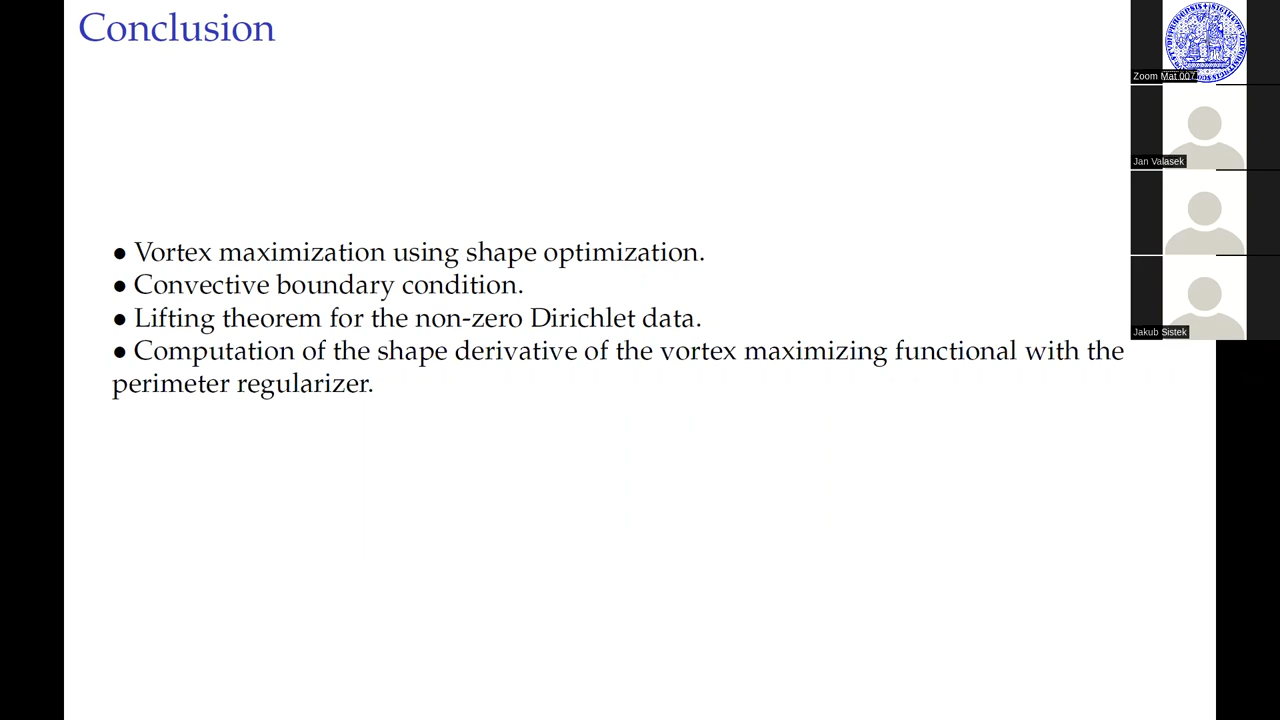 Conclusion
• Vortex maximization using shape optimization.
• Convective boundary condition.
• Lifting theorem for the non-zero Dirichlet data.
• Computation of the shape derivative of the vortex maximizing functional with the
perimeter regularizer.
Zoom Mat 007
Jan Valasek
Jakub Sistek